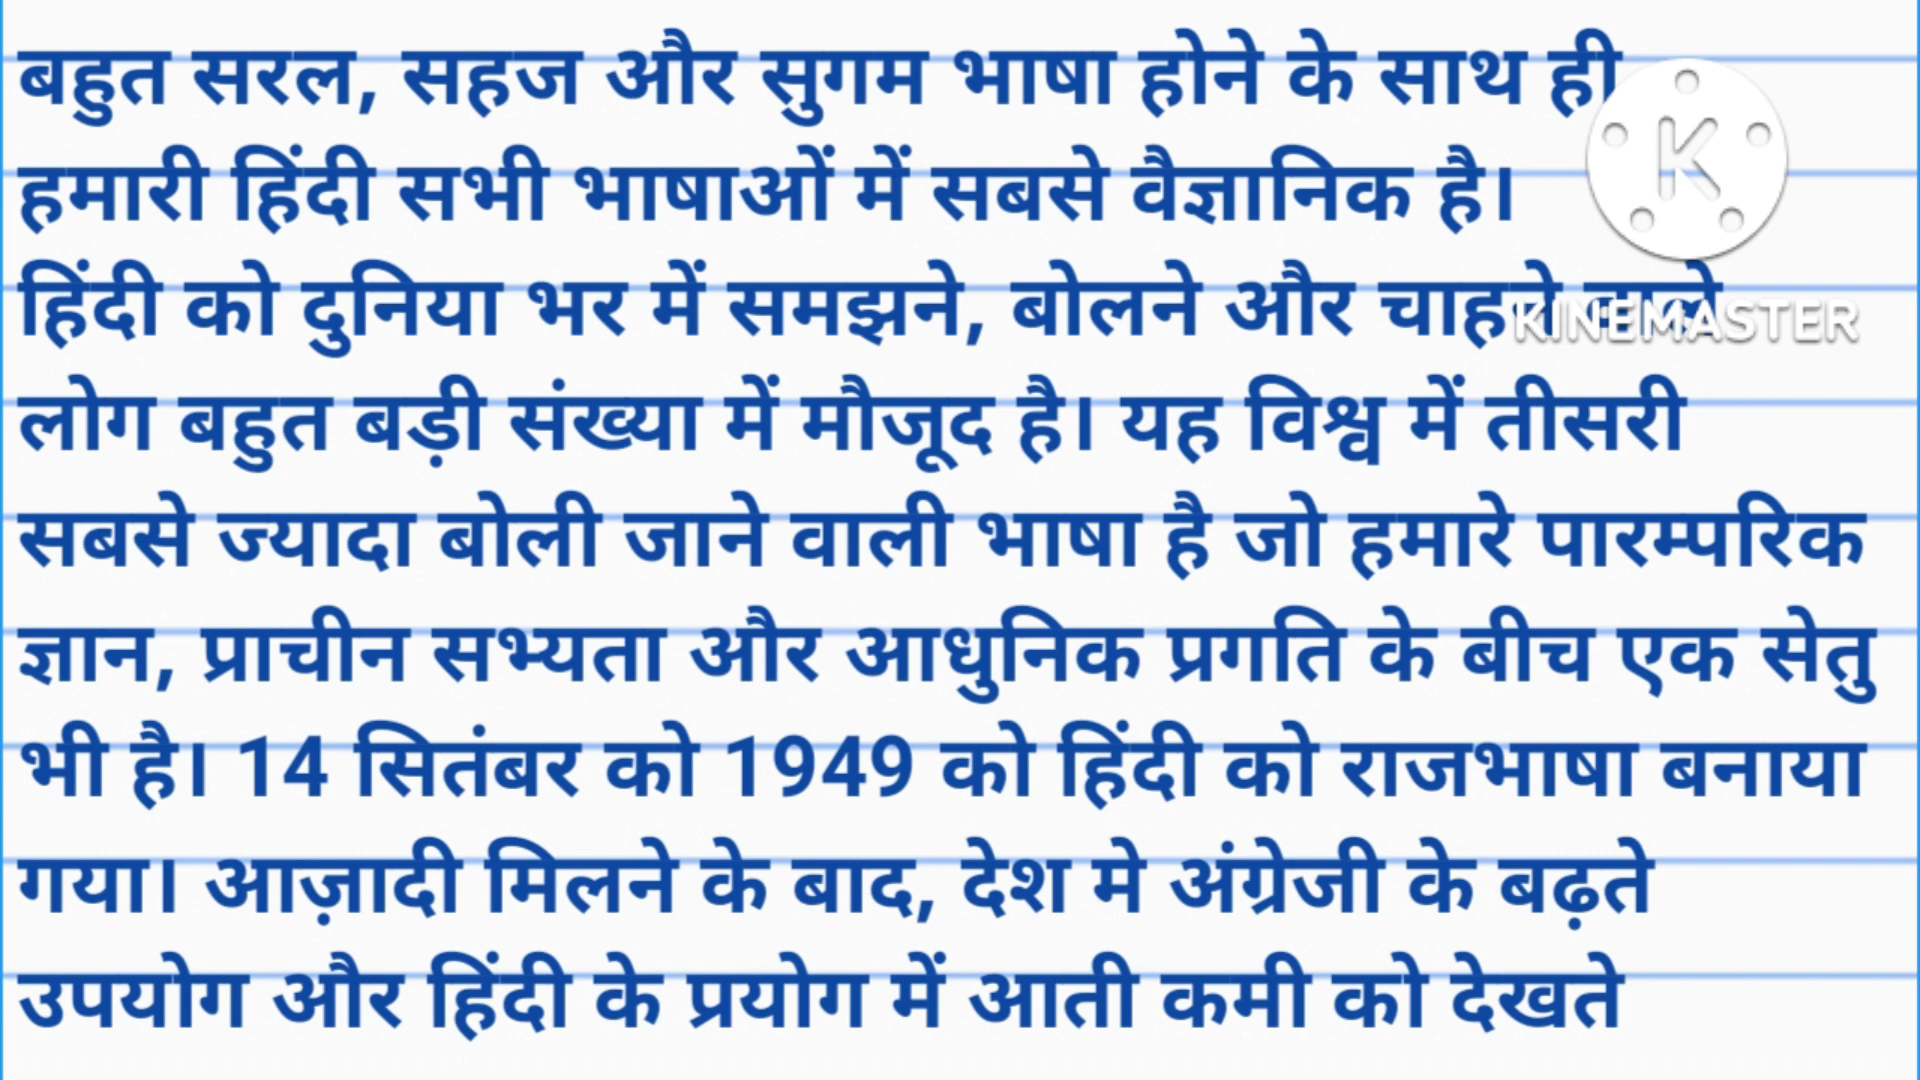 बहुत सरल, सहज और सुगम भाषा होने के साथ ही
हमारी हिंदी सभी भाषाओं में सबसे वैज्ञानिक है।
हिंदी को दुनिया भर में समझने, बोलने और चाहने वाले
KINEMASTER
लोग बहुत बड़ी संख्या में मौजूद है। यह विश्व में तीसरी
सबसे ज्यादा बोली जाने वाली भाषा है जो हमारे पारम्परिक
ज्ञान, प्राचीन सभ्यता और आधुनिक प्रगति के बीच एक सेतु
भी है। 14 सितंबर को 1949 को हिंदी को राजभाषा बनाया
गया। आज़ादी मिलने के बाद, देश मे अंग्रेजी के बढ़ते
उपयोग और हिंदी के प्रयोग में आती कमी को देखते